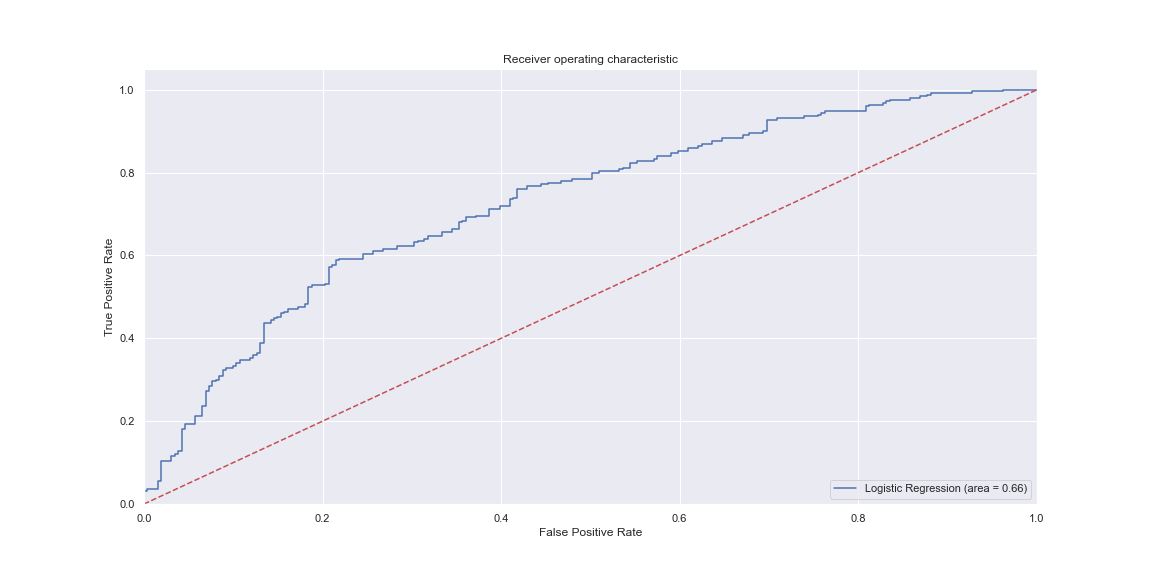 Receiver operating characteristic
1.0
0.8
0.6
0.4
0.2
0.0
True Positive Rate
Logistic Regression (area = 0.66)
0.0 0.2 0.4 0.6 0.8 1.0
False Positive Rate